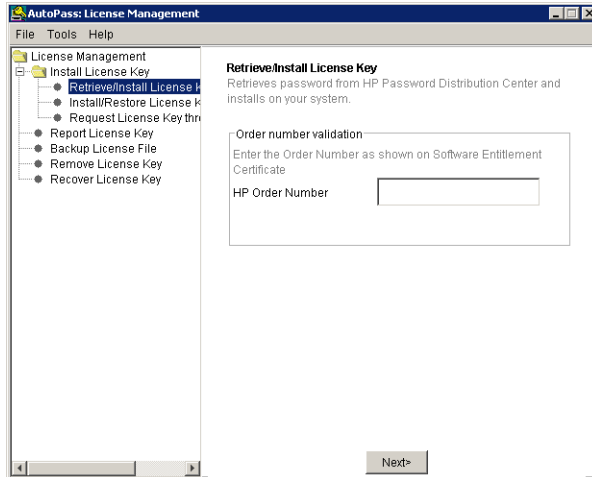 AutoPass: License Management
File Tools Help
License Management
Install License Key
Retrieve/Install License K
Install/Restore License K
Request License Key thro
Report License Key
Backup License File
Remove License Key
Recover License Key
Retrieve/Install License Key
Retrieves password from HP Password Distribution Center and
installs on your system.
Order number validation
Enter the Order Number as shown on Software Entitlement
Certificate
HP Order Number
Next>